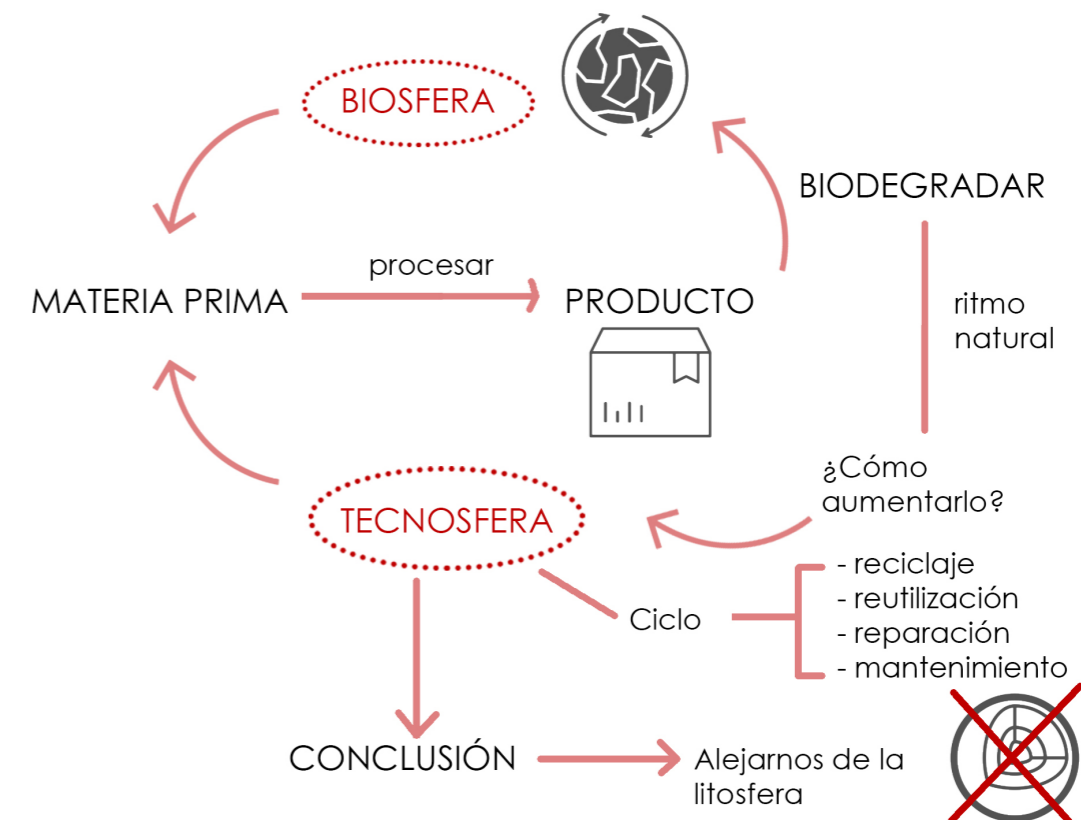 BIOSFERA
BIODEGRADAR
procesar
MATERIA PRIMA
PRODUCTO
ritmo
natural
¿Cómo
aumentarlo?
TECNOSFERA
Ciclo
- reciclaje
- reutilización
- reparación
- mantenimiento
CONCLUSIÓN
Alejarnos de la
litosfera